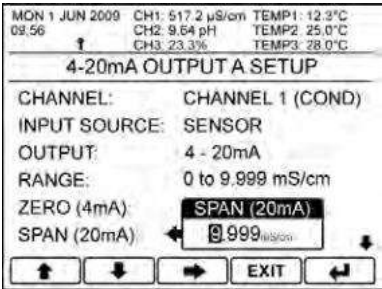 MON 1 JUN 2009 CH1: 517.2 µS/cm TEMP1: 12.3°C
09:56 CH2: 9.64 pH TEMP2: 25.0°C
CH3: 23.3% TEMP3: 28.0°C
4-20mA OUTPUT A SETUP
CHANNEL: CHANNEL 1 (COND)
INPUT SOURCE: SENSOR
OUTPUT: 4 - 20mA
RANGE: 0 to 9.999 mS/cm
ZERO (4mA) SPAN (20mA)
SPAN (20mA) 9.999 mS/cm
EXIT